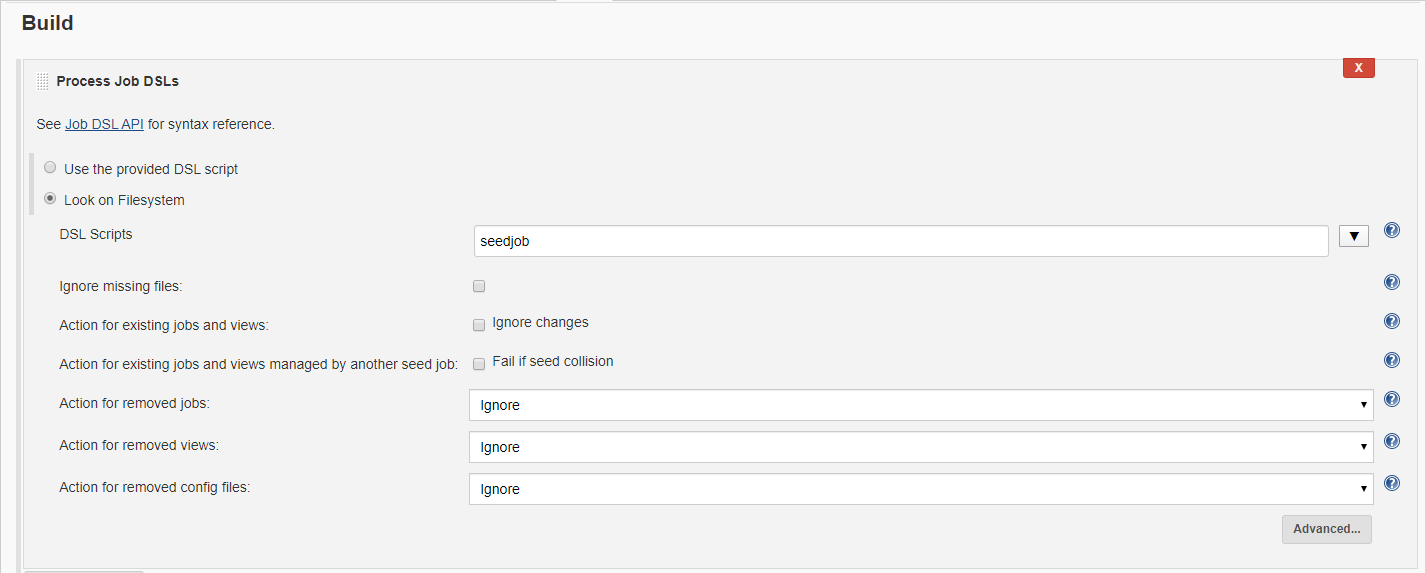 Build
Process Job DSLs
X
See Job DSL API for syntax reference.
Use the provided DSL script
Look on Filesystem
DSL Scripts
seedjob
Ignore missing files:
Action for existing jobs and views:
Ignore changes
Action for existing jobs and views managed by another seed job:
Fail if seed collision
Action for removed jobs:
Ignore
Action for removed views:
Ignore
Action for removed config files:
Ignore
Advanced...